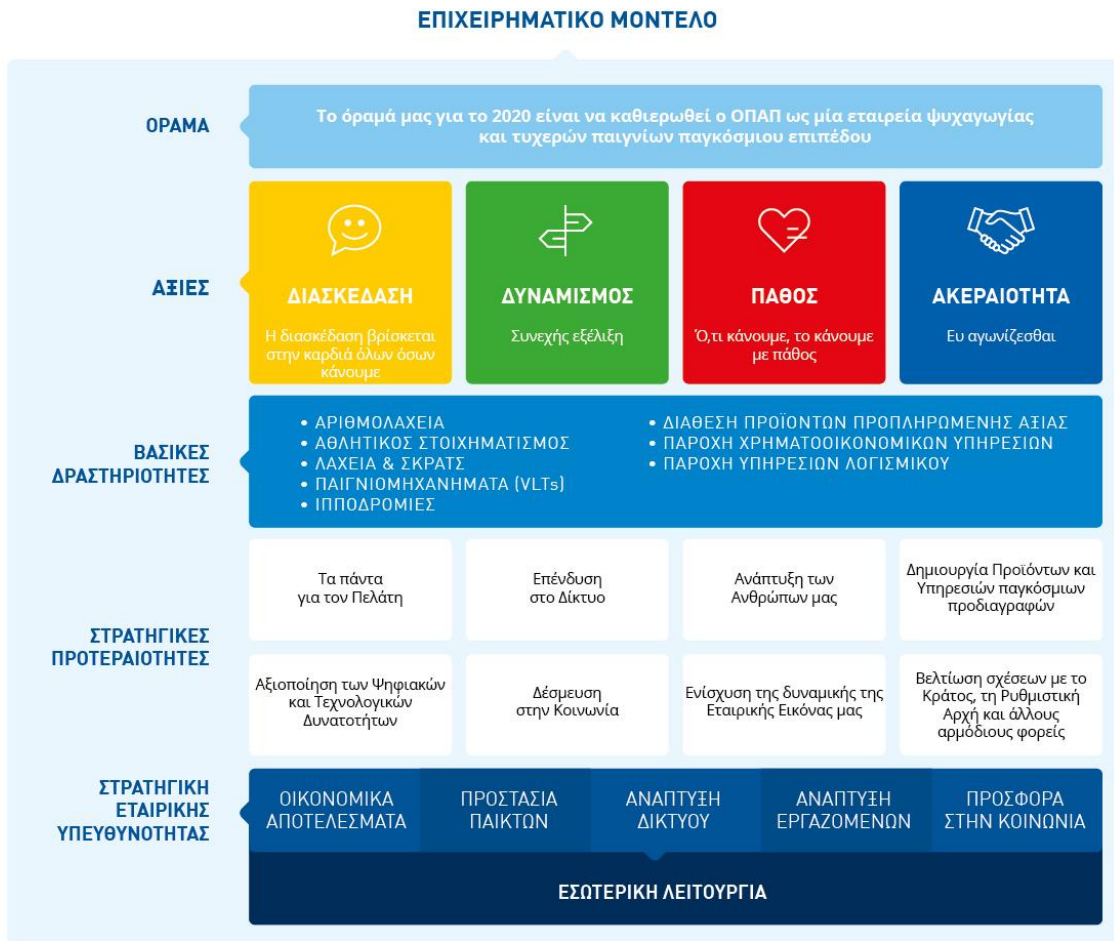 ΕΠΙΧΕΙΡΗΜΑΤΙΚΟ ΜΟΝΤΕΛΟ
ΟΡΑΜΑ
Το όραμά μας για το 2020 είναι να καθιερωθεί ο ΟΠΑΠ ως μία εταιρεία ψυχαγωγίας
και τυχερών παιγνίων παγκόσμιου επιπέδου
ΑΞΙΕΣ
ΔΙΑΣΚΕΔΑΣΗ
Η διασκέδαση βρίσκεται
στην καρδιά όλων όσων
κάνουμε
ΔΥΝΑΜΙΣΜΟΣ
Συνεχής εξέλιξη
ΠΑΘΟΣ
Ό,τι κάνουμε, το κάνουμε
με πάθος
ΑΚΕΡΑΙΟΤΗΤΑ
Ευ αγωνίζεσθαι
ΒΑΣΙΚΕΣ
ΔΡΑΣΤΗΡΙΟΤΗΤΕΣ
• ΑΡΙΘΜΟΛΑΧΕΙΑ
• ΑΘΛΗΤΙΚΟΣ ΣΤΟΙΧΗΜΑΤΙΣΜΟΣ
• ΛΑΧΕΙΑ & ΣΚΡΑΤΣ
• ΠΑΙΓΝΙΟΜΗΧΑΝΗΜΑΤΑ (VLTs)
• ΙΠΠΟΔΡΟΜΙΕΣ
• ΔΙΑΘΕΣΗ ΠΡΟΪΟΝΤΩΝ ΠΡΟΠΛΗΡΩΜΕΝΗΣ ΑΞΙΑΣ
• ΠΑΡΟΧΗ ΧΡΗΜΑΤΟΟΙΚΟΝΟΜΙΚΩΝ ΥΠΗΡΕΣΙΩΝ
• ΠΑΡΟΧΗ ΥΠΗΡΕΣΙΩΝ ΛΟΓΙΣΜΙΚΟΥ
ΣΤΡΑΤΗΓΙΚΕΣ
ΠΡΟΤΕΡΑΙΟΤΗΤΕΣ
Τα πάντα
για τον Πελάτη
Επένδυση
στο Δίκτυο
Ανάπτυξη των
Ανθρώπων μας
Δημιουργία Προϊόντων και
Υπηρεσιών παγκόσμιων
προδιαγραφών
Αξιοποίηση των Ψηφιακών
και Τεχνολογικών
Δυνατοτήτων
Δέσμευση
στην Κοινωνία
Ενίσχυση της δυναμικής της
Εταιρικής Εικόνας μας
Βελτίωση σχέσεων με το
Κράτος, τη Ρυθμιστική
Αρχή και άλλους
αρμόδιους φορείς
ΣΤΡΑΤΗΓΙΚΗ
ΕΤΑΙΡΙΚΗΣ
ΥΠΕΥΘΥΝΟΤΗΤΑΣ
ΟΙΚΟΝΟΜΙΚΑ
ΑΠΟΤΕΛΕΣΜΑΤΑ
ΠΡΟΣΤΑΣΙΑ
ΠΑΙΚΤΩΝ
ΑΝΑΠΤΥΞΗ
ΔΙΚΤΥΟΥ
ΑΝΑΠΤΥΞΗ
ΕΡΓΑΖΟΜΕΝΩΝ
ΠΡΟΣΦΟΡΑ
ΣΤΗΝ ΚΟΙΝΩΝΙΑ
ΕΣΩΤΕΡΙΚΗ ΛΕΙΤΟΥΡΓΙΑ